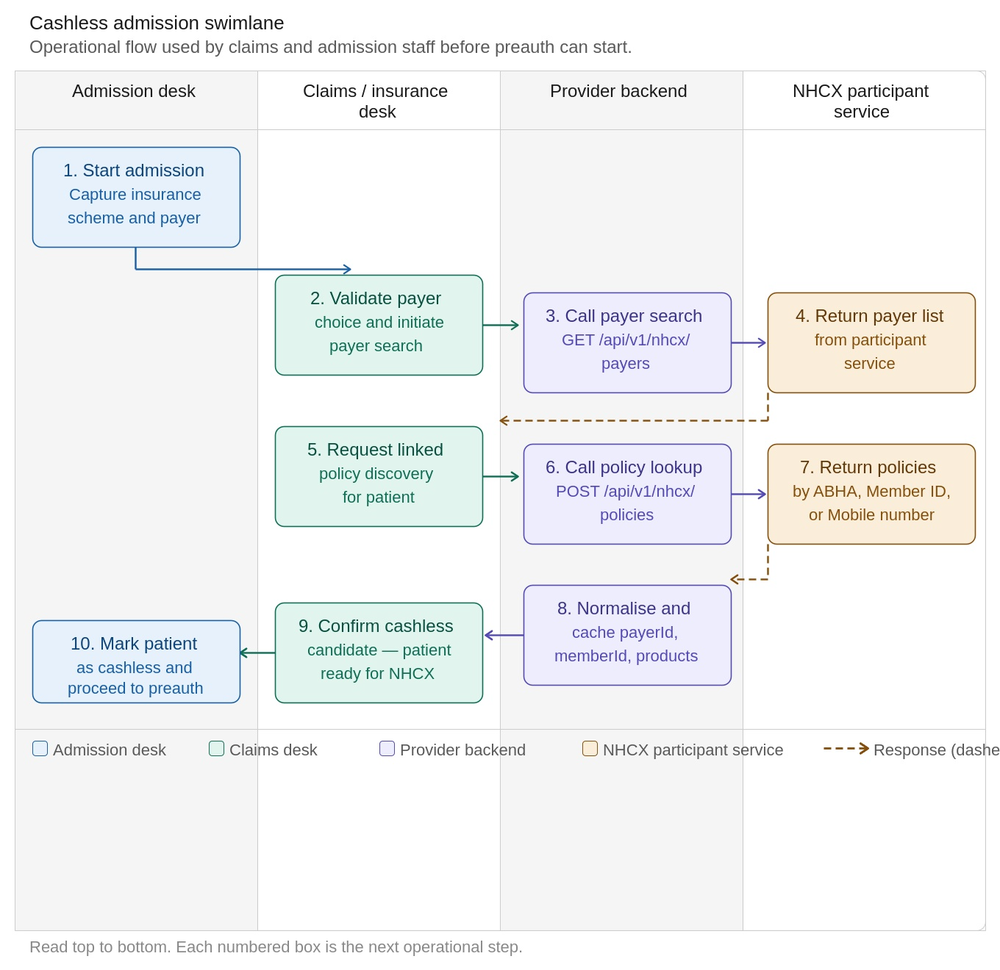 Cashless admission swimlane
Operational flow used by claims and admission staff before preauth can start.
Admission desk
Claims / insurance
desk
Provider backend
NHCX participant
service
1. Start admission
Capture insurance
scheme and payer
2. Validate payer
choice and initiate
payer search
3. Call payer search
GET /api/v1/nhcx/
payers
4. Return payer list
from participant
service
5. Request linked
policy discovery
for patient
6. Call policy lookup
POST /api/v1/nhcx/
policies
7. Return policies
by ABHA, Member ID,
or Mobile number
8. Normalise and
cache payerId,
memberId, products
9. Confirm cashless
candidate — patient
ready for NHCX
10. Mark patient
as cashless and
proceed to preauth
Admission desk
Claims desk
Provider backend
NHCX participant service
Response (dashe
Read top to bottom. Each numbered box is the next operational step.